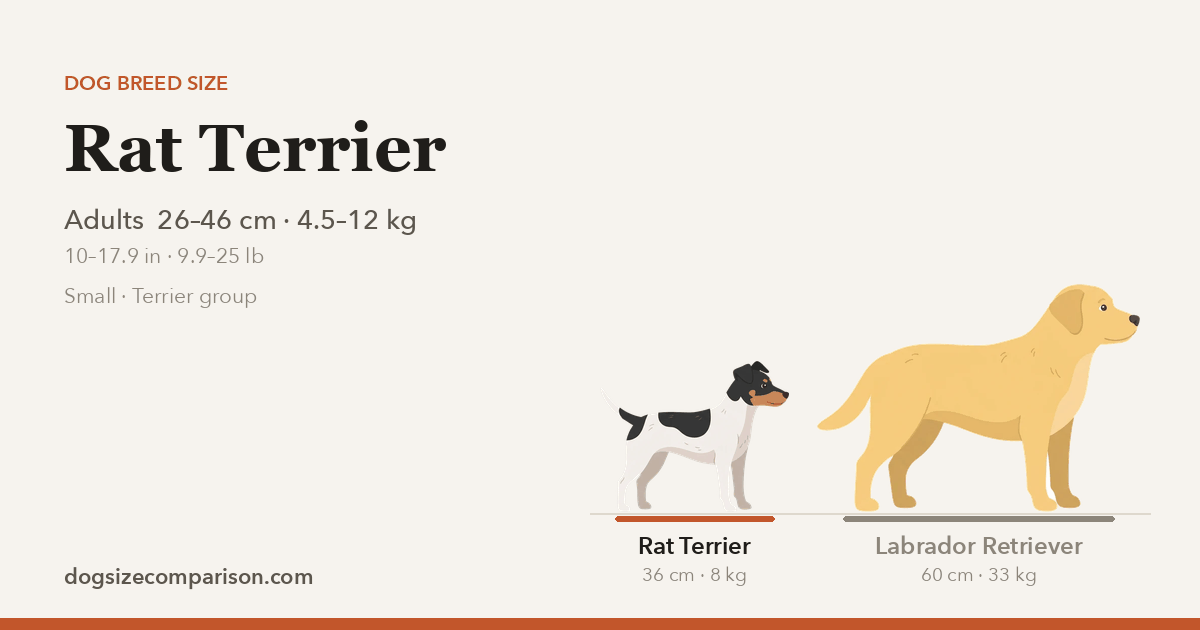 DOG BREED SIZE
Rat Terrier
Adults 26–46 cm · 4.5–12 kg
10–17.9 in · 9.9–25 lb
Small · Terrier group
Rat Terrier
36 cm · 8 kg
Labrador Retriever
60 cm · 33 kg
dogsizecomparison.com